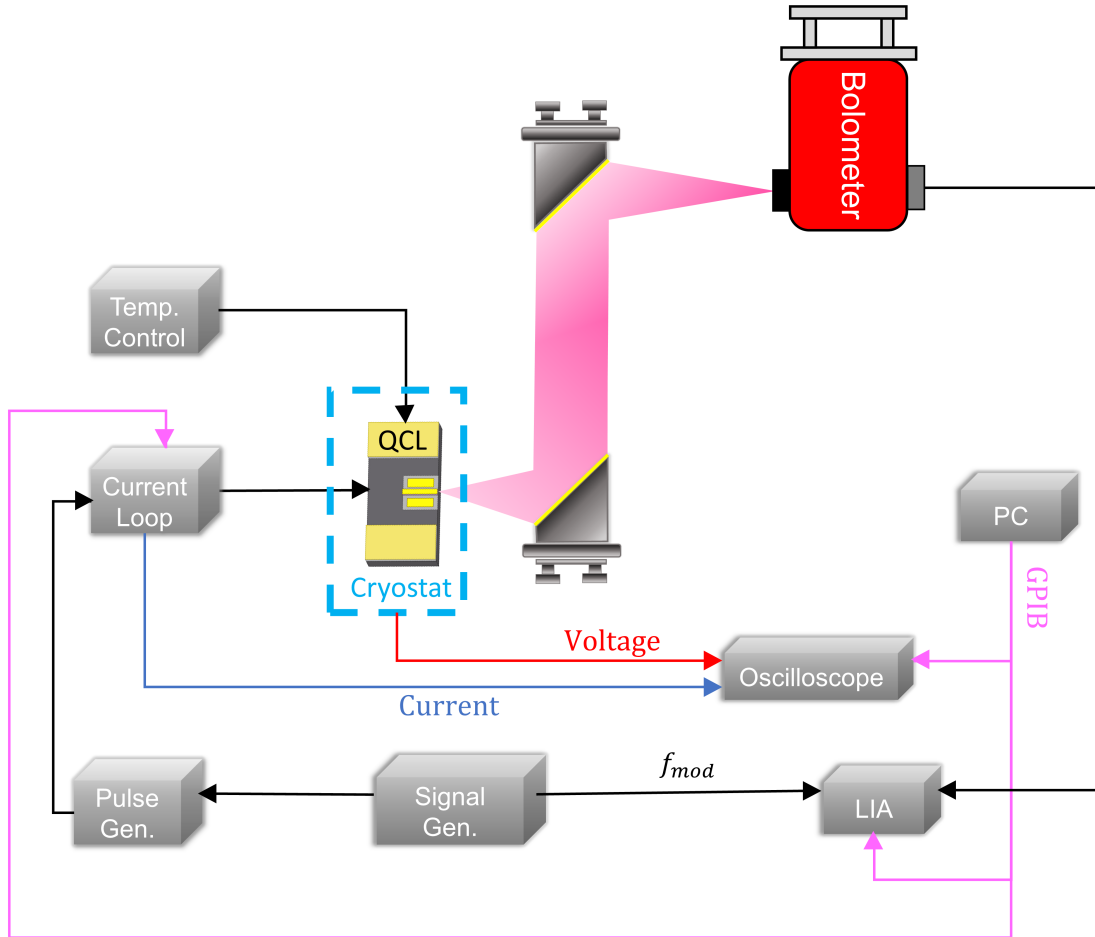 Bolometer
Temp.
Control
QCL
Current
Loop
PC
Cryostat
GPIB
Voltage
Oscilloscope
Current
f_mod
Pulse
Gen.
Signal
Gen.
LIA